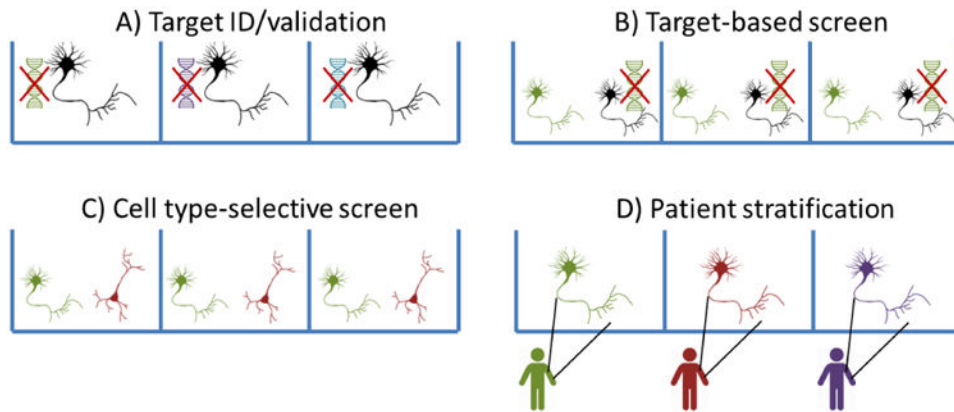 A) Target ID/validation
B) Target-based screen
C) Cell type-selective screen
D) Patient stratification